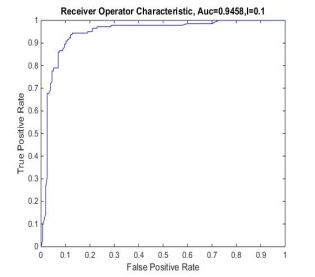 Receiver Operator Characteristic, Auc=0.9458,l=0.1
1
0.9
0.8
0.7
0.6
0.5
0.4
0.3
0.2
0.1
0
True Positive Rate
0 0.1 0.2 0.3 0.4 0.5 0.6 0.7 0.8 0.9 1
False Positive Rate